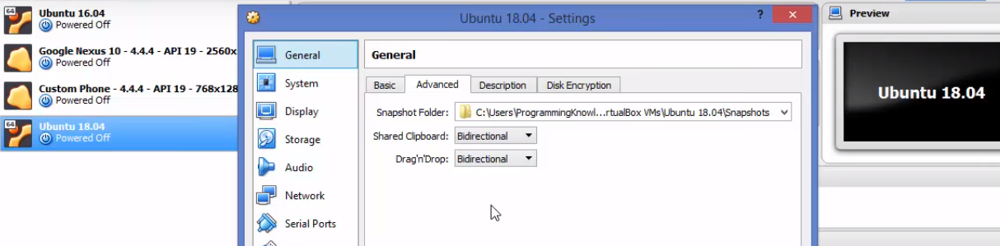 64 Ubuntu 16.04
Powered Off
Google Nexus 10 - 4.4.4 - API 19 - 2560x
Powered Off
Custom Phone - 4.4.4 - API 19 - 768x128
Powered Off
64 Ubuntu 18.04
Powered Off
Ubuntu 18.04 - Settings
? ×
General
System
Display
Storage
Audio
Network
Serial Ports
General
Basic Advanced Description Disk Encryption
Snapshot Folder: C:\Users\ProgrammingKnowl...rtualBox VMs\Ubuntu 18.04\Snapshots
Shared Clipboard: Bidirectional
Drag'n'Drop: Bidirectional
Preview
Ubuntu 18.04